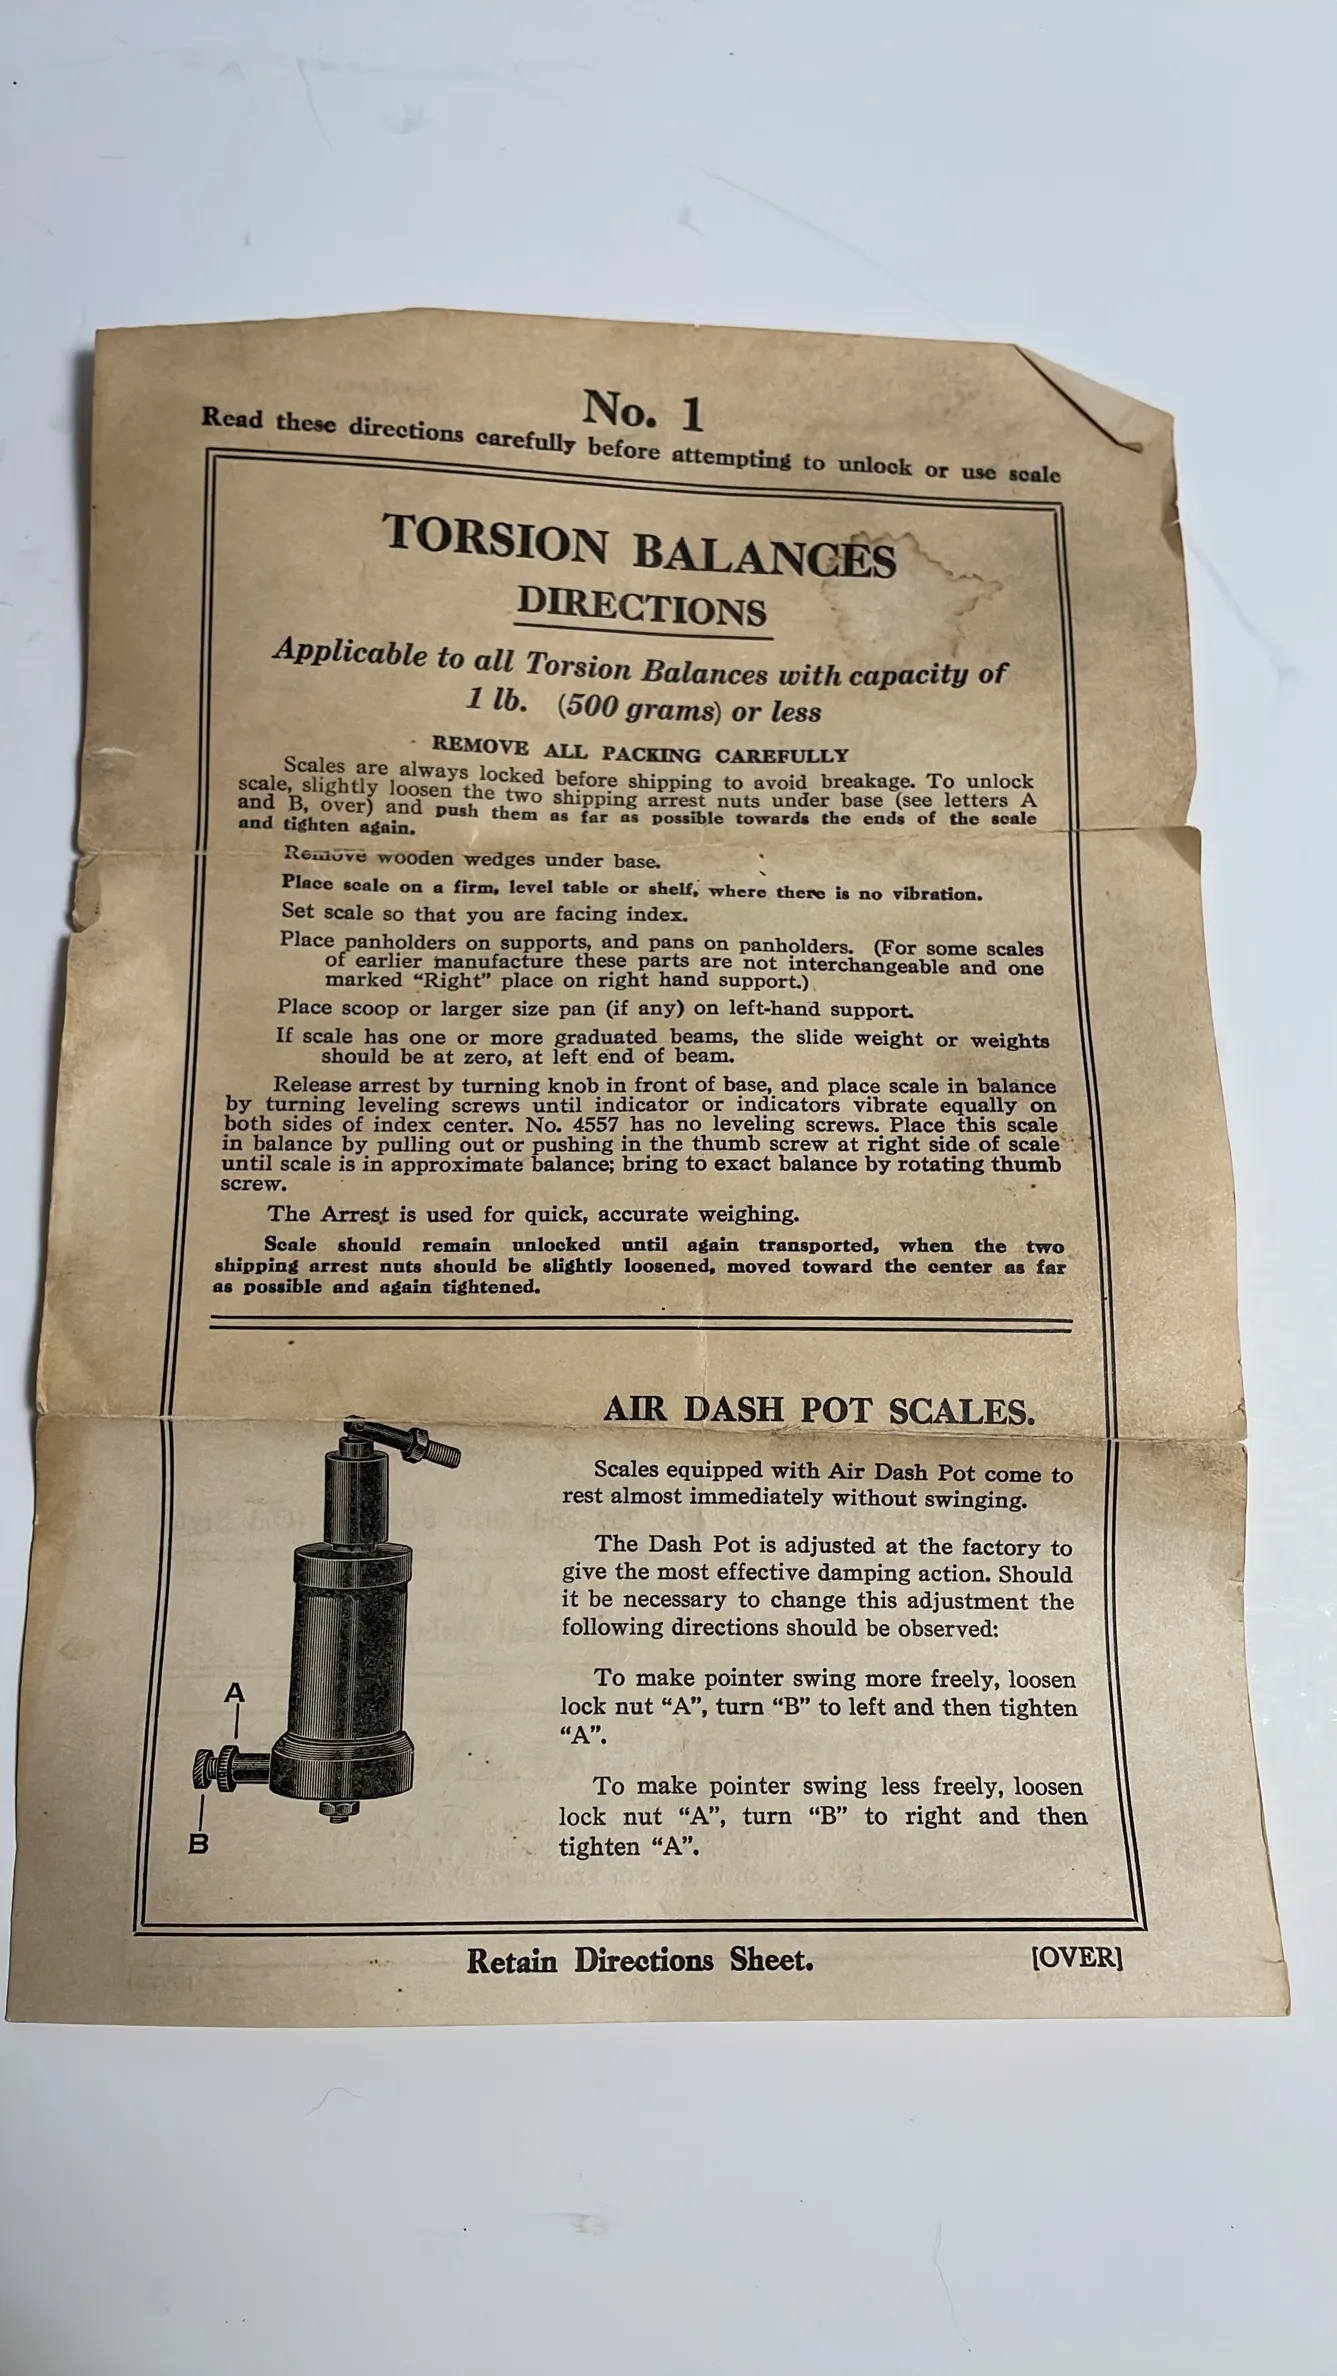 No. 1
Read these directions carefully before attempting to unlock or use scale
TORSION BALANCES
DIRECTIONS
Applicable to all Torsion Balances with capacity of
1 lb. (500 grams) or less
REMOVE ALL PACKING CAREFULLY
Scales are always locked before shipping to avoid breakage. To unlock
scale, slightly loosen the two shipping arrest nuts under base (see letters A
and B, over) and push them as far as possible towards the ends of the scale
and tighten again.
Remove wooden wedges under base.
Place scale on a firm, level table or shelf, where there is no vibration.
Set scale so that you are facing index.
Place panholders on supports, and pans on panholders. (For some scales
of earlier manufacture these parts are not interchangeable and one
marked “Right” place on right hand support.)
Place scoop or larger size pan (if any) on left-hand support.
If scale has one or more graduated beams, the slide weight or weights
should be at zero, at left end of beam.
Release arrest by turning knob in front of base, and place scale in balance
by turning leveling screws until indicator or indicators vibrate equally on
both sides of index center. No. 4557 has no leveling screws. Place this scale
in balance by pulling out or pushing in the thumb screw at right side of scale
until scale is in approximate balance; bring to exact balance by rotating thumb
screw.
The Arrest is used for quick, accurate weighing.
Scale should remain unlocked until again transported, when the two
shipping arrest nuts should be slightly loosened, moved toward the center as far
as possible and again tightened.
AIR DASH POT SCALES.
Scales equipped with Air Dash Pot come to
rest almost immediately without swinging.
The Dash Pot is adjusted at the factory to
give the most effective damping action. Should
it be necessary to change this adjustment the
following directions should be observed:
To make pointer swing more freely, loosen
lock nut “A”, turn “B” to left and then tighten
“A”.
To make pointer swing less freely, loosen
lock nut “A”, turn “B” to right and then
tighten “A”.
A
B
Retain Directions Sheet.
[OVER]